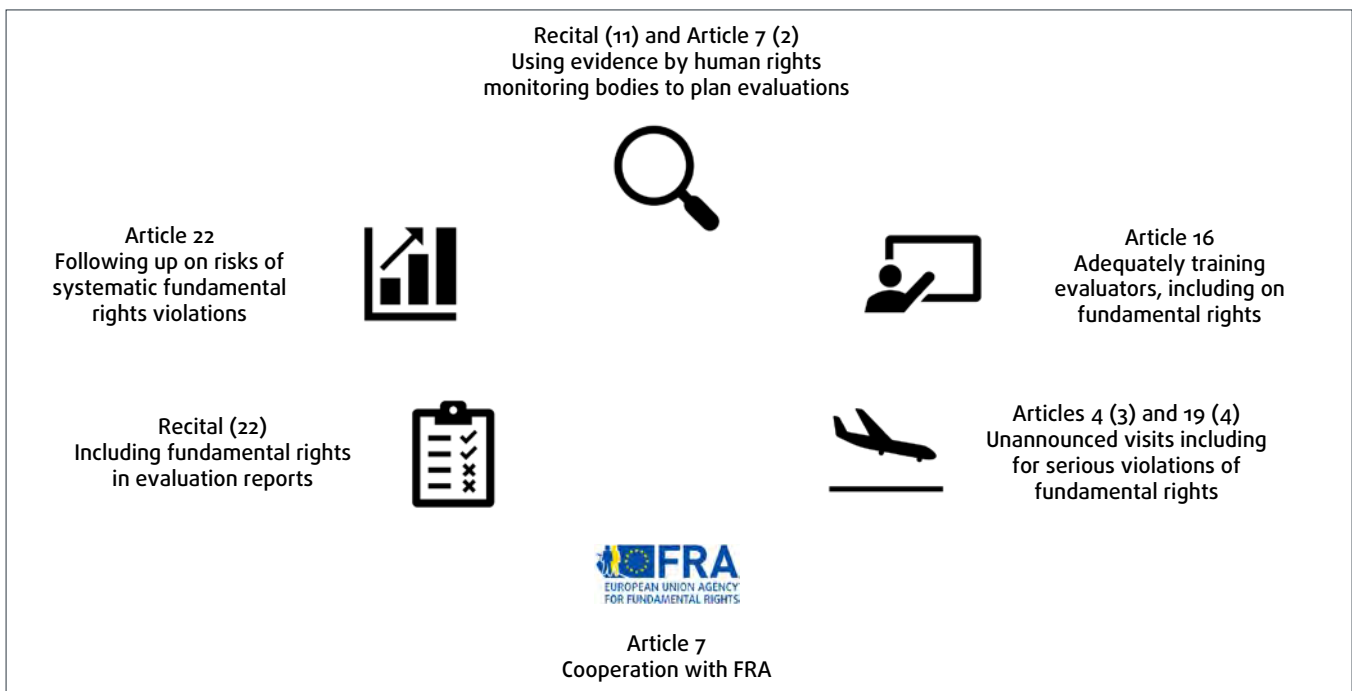 Recital (11) and Article 7 (2)
Using evidence by human rights
monitoring bodies to plan evaluations
Article 22
Following up on risks of
systematic fundamental
rights violations
Article 16
Adequately training
evaluators, including on
fundamental rights
Recital (22)
Including fundamental rights
in evaluation reports
Articles 4 (3) and 19 (4)
Unannounced visits including
for serious violations of
fundamental rights
FRA
EUROPEAN UNION AGENCY
FOR FUNDAMENTAL RIGHTS
Article 7
Cooperation with FRA